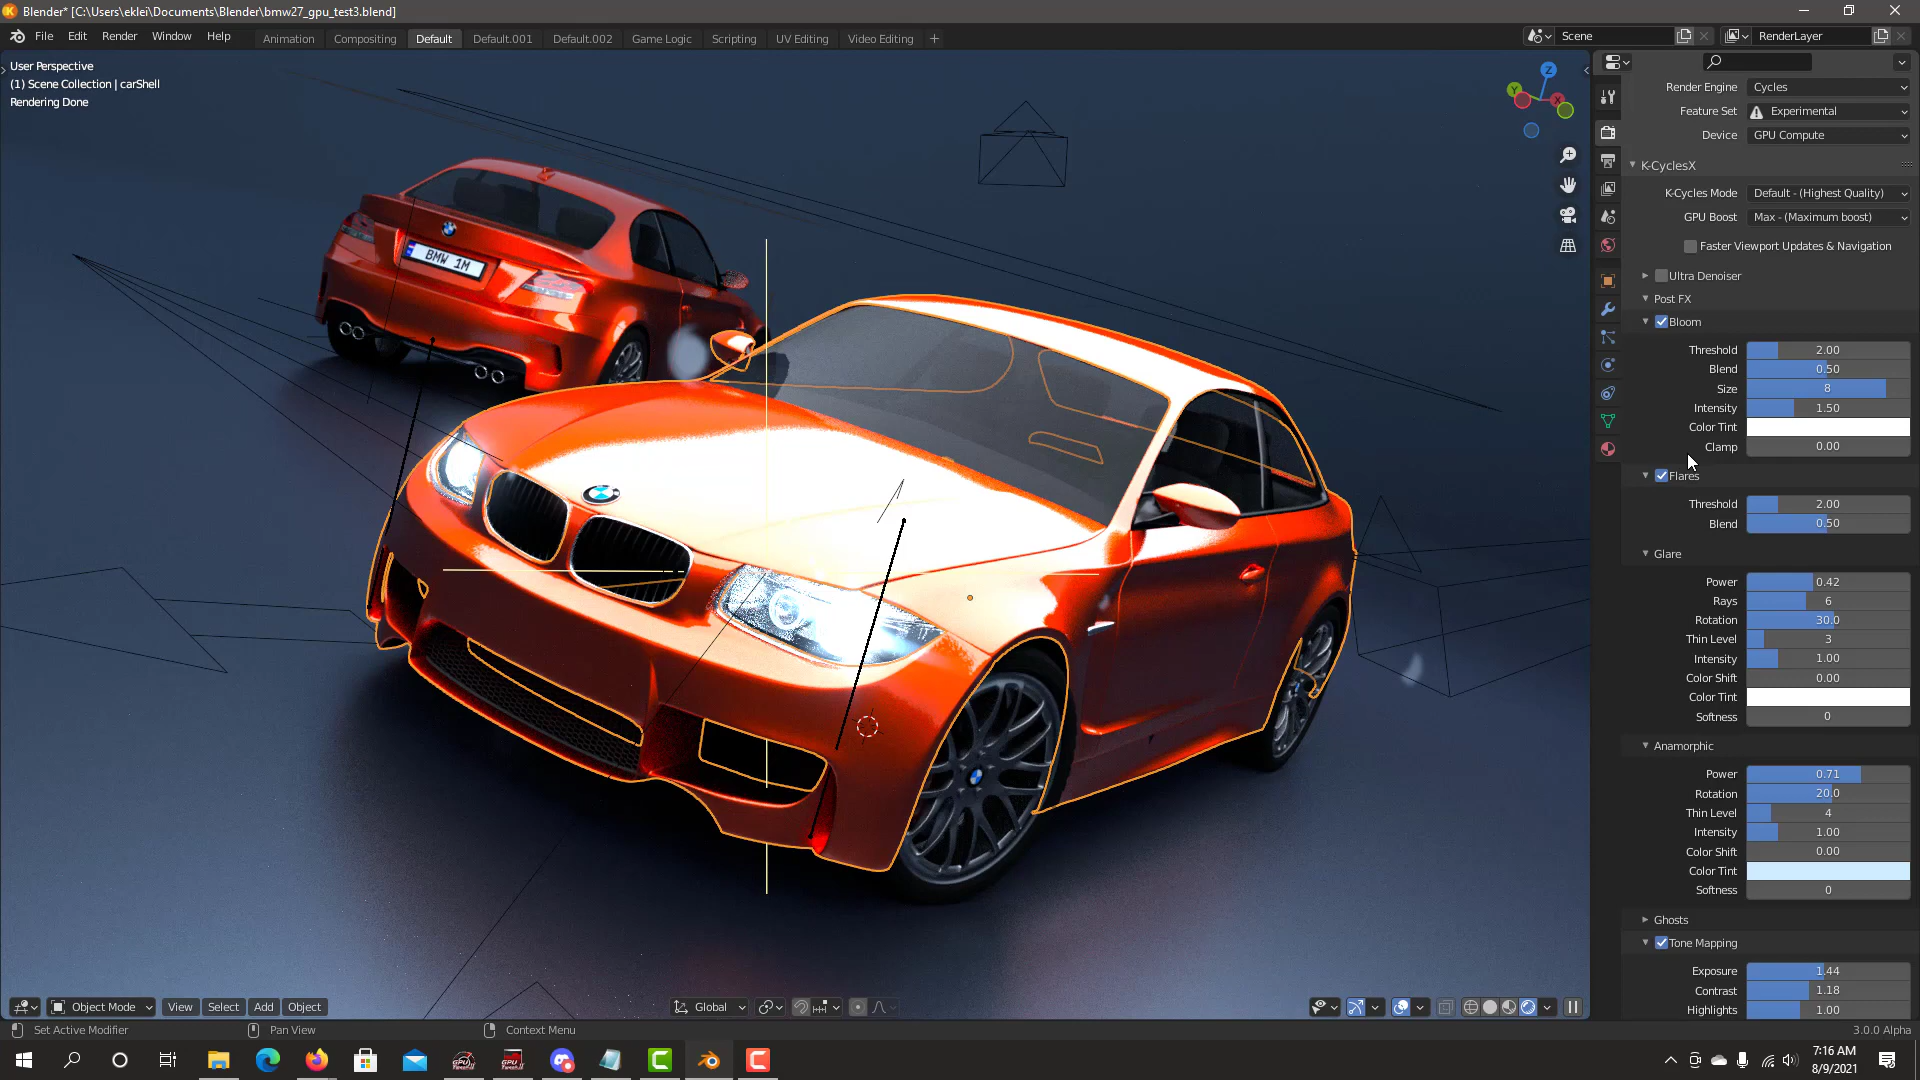 Blender* [C:\Users\eklei\Documents\Blender\bmw27_gpu_test3.blend]
File Edit Render Window Help Animation Compositing Default Default.001 Default.002 Game Logic Scripting UV Editing Video Editing + Scene RenderLayer
User Perspective
(1) Scene Collection | carShell
Rendering Done
Z
Y
X
BMW 1M
Render Engine Cycles
Feature Set Experimental
Device GPU Compute
K-CyclesX
K-Cycles Mode Default - (Highest Quality)
GPU Boost Max - (Maximum boost)
Faster Viewport Updates & Navigation
Ultra Denoiser
Post FX
Bloom
Threshold 2.00
Blend 0.50
Size 8
Intensity 1.50
Color Tint
Clamp 0.00
Flares
Threshold 2.00
Blend 0.50
Glare
Power 0.42
Rays 6
Rotation 30.0
Thin Level 3
Intensity 1.00
Color Shift 0.00
Color Tint
Softness 0
Anamorphic
Power 0.71
Rotation 20.0
Thin Level 4
Intensity 1.00
Color Shift 0.00
Color Tint
Softness 0
Ghosts
Tone Mapping
Exposure 1.44
Contrast 1.18
Highlights 1.00
Object Mode View Select Add Object Global
Set Active Modifier Pan View Context Menu 3.0.0 Alpha
7:16 AM
8/9/2021